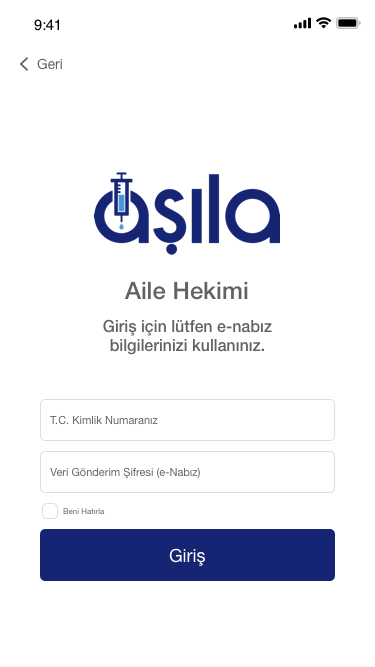 9:41
Geri
aşıla
Aile Hekimi
Giriş için lütfen e-nabız
bilgilerinizi kullanınız.
T.C. Kimlik Numaranız
Veri Gönderim Şifresi (e-Nabız)
Beni Hatırla
Giriş